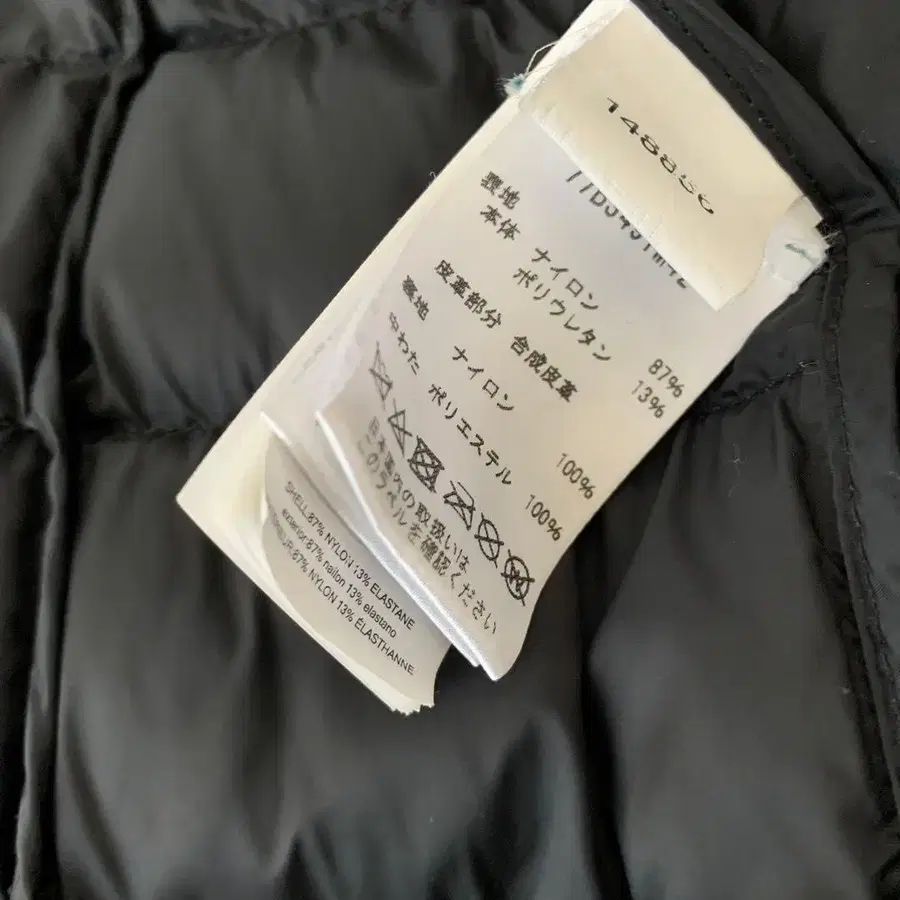 148856
表地
本体 ナイロン 87%
ポリウレタン 13%
皮革部分 合成皮革
裏地 ナイロン 100%
中わた ポリエステル 100%
日本国内の取扱いは
このラベルを確認ください
SHELL:87% NYLON 13% ELASTANE
exterior:87% nailon 13% elastano
87% NYLON 13% ÉLASTHANNE